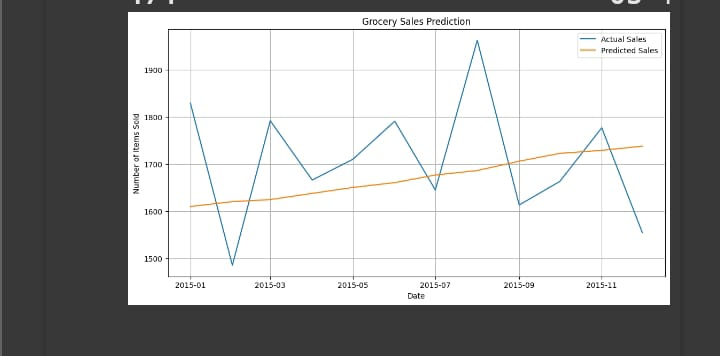 Grocery Sales Prediction
Actual Sales
Predicted Sales
Number of Items Sold
1900
1800
1700
1600
1500
2015-01 2015-03 2015-05 2015-07 2015-09 2015-11
Date